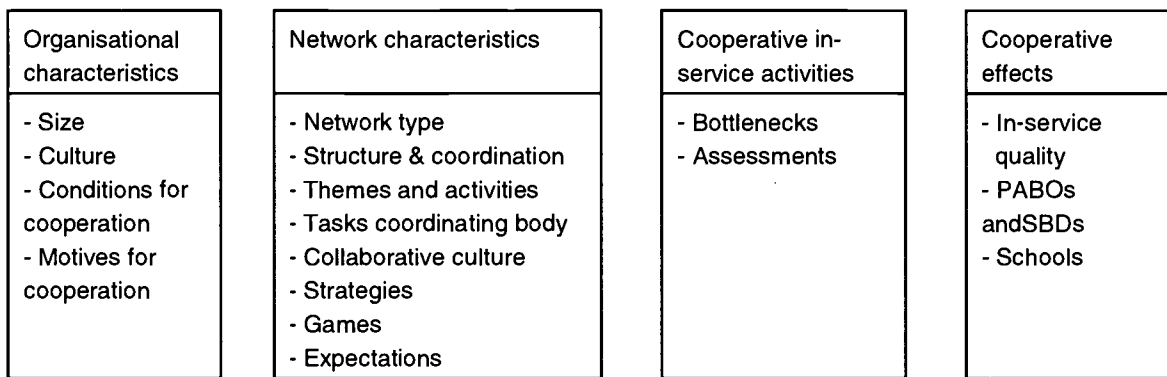 Organisational
characteristics
- Size
- Culture
- Conditions for
cooperation
- Motives for
cooperation
Network characteristics
- Network type
- Structure & coordination
- Themes and activities
- Tasks coordinating body
- Collaborative culture
- Strategies
- Games
- Expectations
Cooperative in-
service activities
- Bottlenecks
- Assessments
Cooperative
effects
- In-service
quality
- PABOs
andSBDs
- Schools